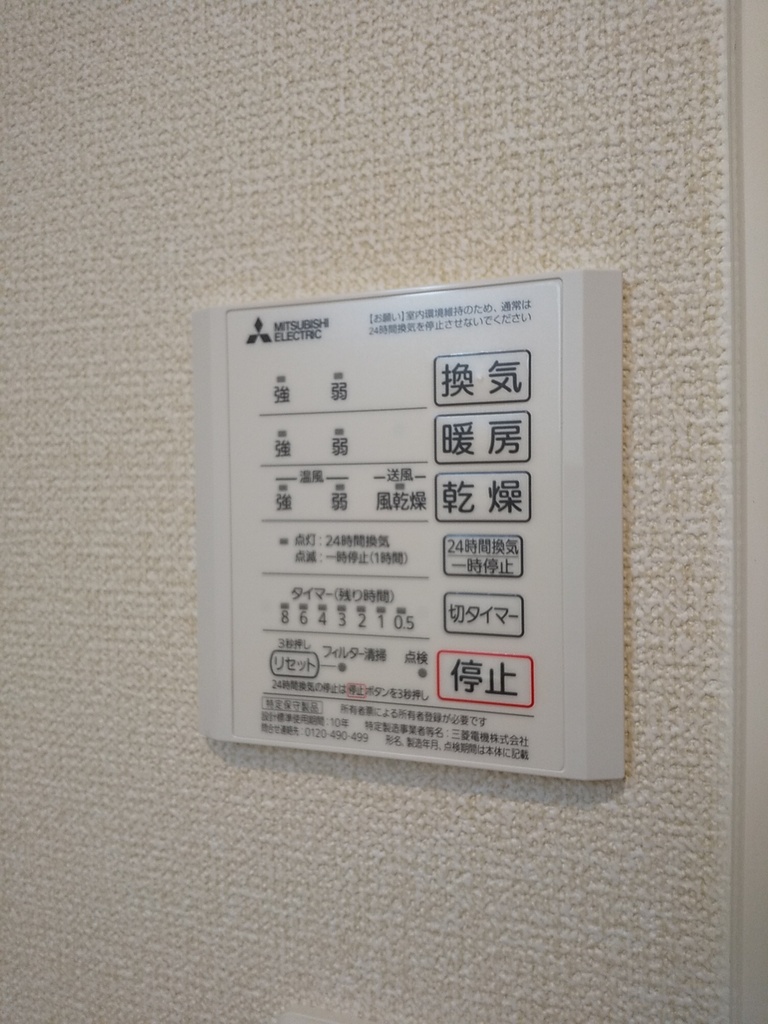 MITSUBISHI
ELECTRIC
【お願い】室内環境維持のため、通常は
24時間換気を停止させないでください
強 弱 換気
強 弱 暖房
温風 送風
強 弱 風乾燥 乾燥
点灯:24時間換気
点滅:一時停止(1時間)
24時間換気
一時停止
タイマー(残り時間)
8 6 4 3 2 1 0.5
切タイマー
3秒押し
リセット フィルター清掃 点検
停止
24時間換気の停止は停止ボタンを3秒押し
特定保守製品 所有者票による所有者登録が必要です
設計標準使用期間:10年 特定製造事業者等名:三菱電機株式会社
問合せ連絡先:0120-490-499 形名、製造年月、点検期間は本体に記載